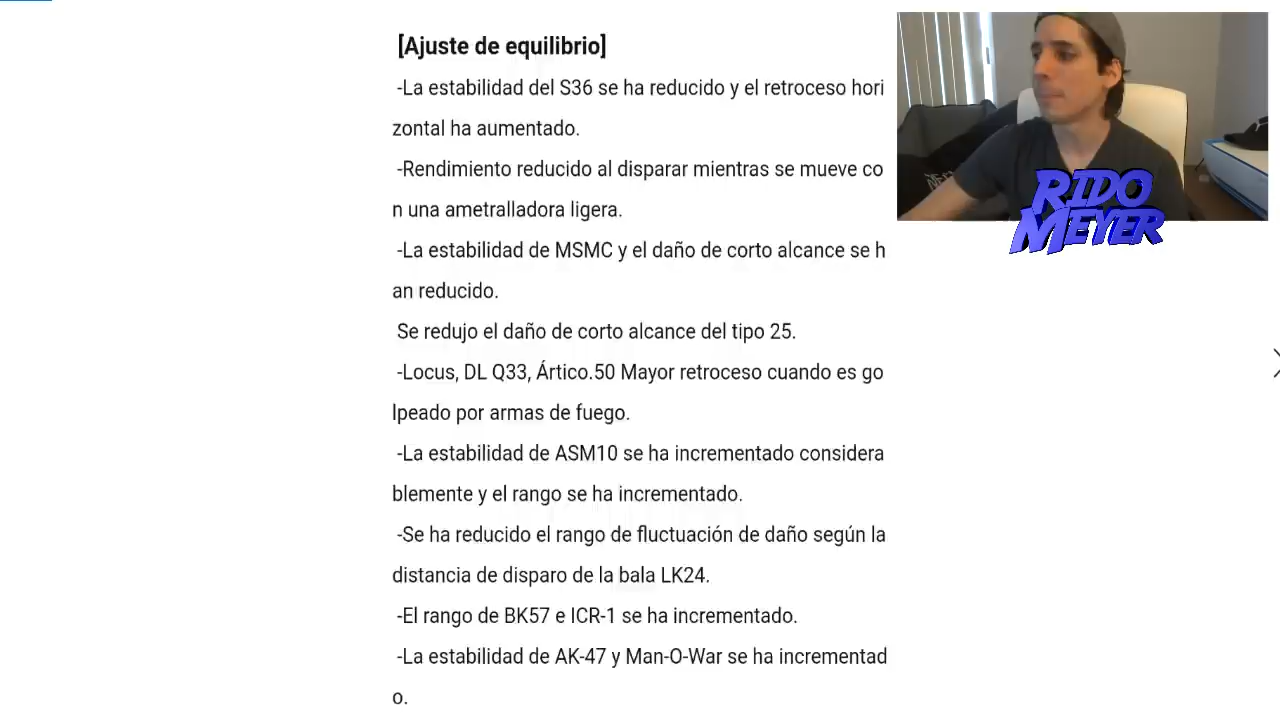 [Ajuste de equilibrio]
-La estabilidad del S36 se ha reducido y el retroceso hori
zontal ha aumentado.
-Rendimiento reducido al disparar mientras se mueve co
n una ametralladora ligera.
-La estabilidad de MSMC y el daño de corto alcance se h
an reducido.
Se redujo el daño de corto alcance del tipo 25.
-Locus, DL Q33, Ártico.50 Mayor retroceso cuando es go
lpeado por armas de fuego.
-La estabilidad de ASM10 se ha incrementado considera
blemente y el rango se ha incrementado.
-Se ha reducido el rango de fluctuación de daño según la
distancia de disparo de la bala LK24.
-El rango de BK57 e ICR-1 se ha incrementado.
-La estabilidad de AK-47 y Man-O-War se ha incrementad
o.
RIDO
MEYER